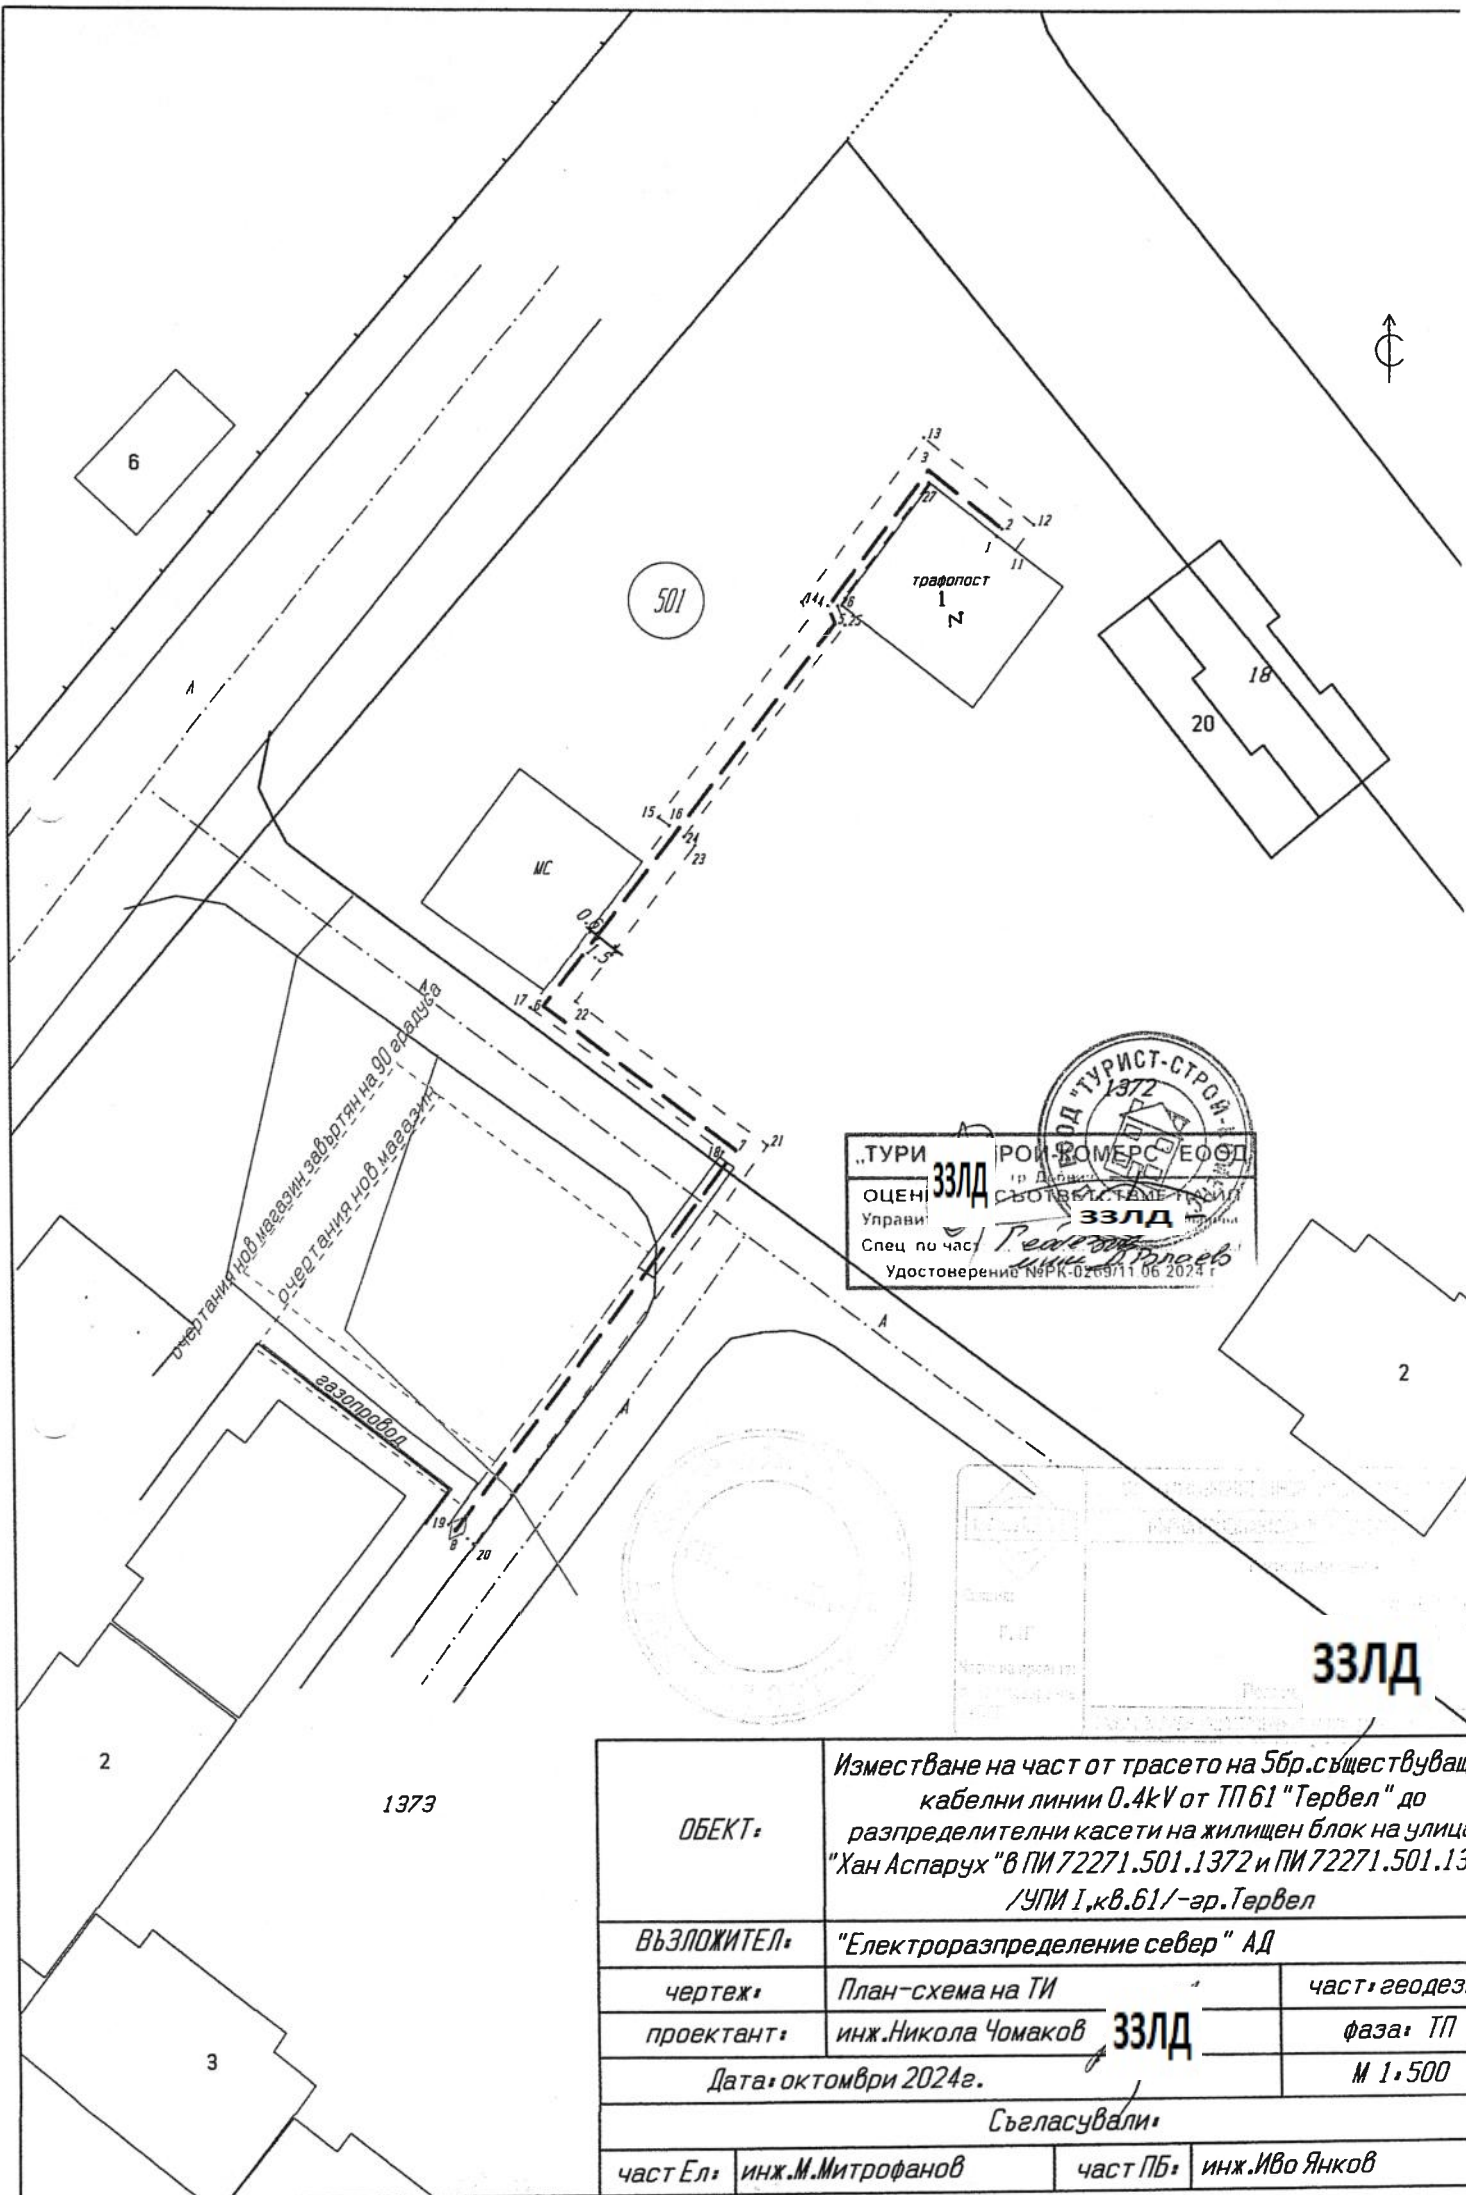 13
3
27
2
12
1
11
6
трафопост
1
N
14
4
26
5
25
501
18
20
А
15
16
24
23
МС
0.6
1.5
А
17
6
22
очертания нов магазин завъртян на 90 градуса
очертания нов магазин
7
21
18
1372
ЕООД "ТУРИСТ-СТРОЙ-
"ТУРИ РОЙ-КОМЕРС" ЕООД
ЗЗЛД
ОЦЕН СЪОТВЕТСТВИЕ
Управи
ЗЗЛД
Спец по част
Удостоверение №РК-0269/11.06 2024 г
А
2
газопровод
А
19
8
20
ЗЗЛД
2
1373
3
ОБЕКТ:
Изместване на част от трасето на 5бр.съществуващ
кабелни линии 0.4kV от ТП 61 "Тервел" до
разпределителни касети на жилищен блок на улица
"Хан Аспарух" в ПИ 72271.501.1372 и ПИ 72271.501.13
/УПИ I,кв.61/-гр.Тервел
ВЪЗЛОЖИТЕЛ: "Електроразпределение север" АД
чертеж: План-схема на ТИ част:геодез
проектант: инж.Никола Чомаков ЗЗЛД фаза: ТП
Дата:октомври 2024г. М 1:500
Съгласували:
част Ел: инж.М.Митрофанов част ПБ: инж.Иво Янков